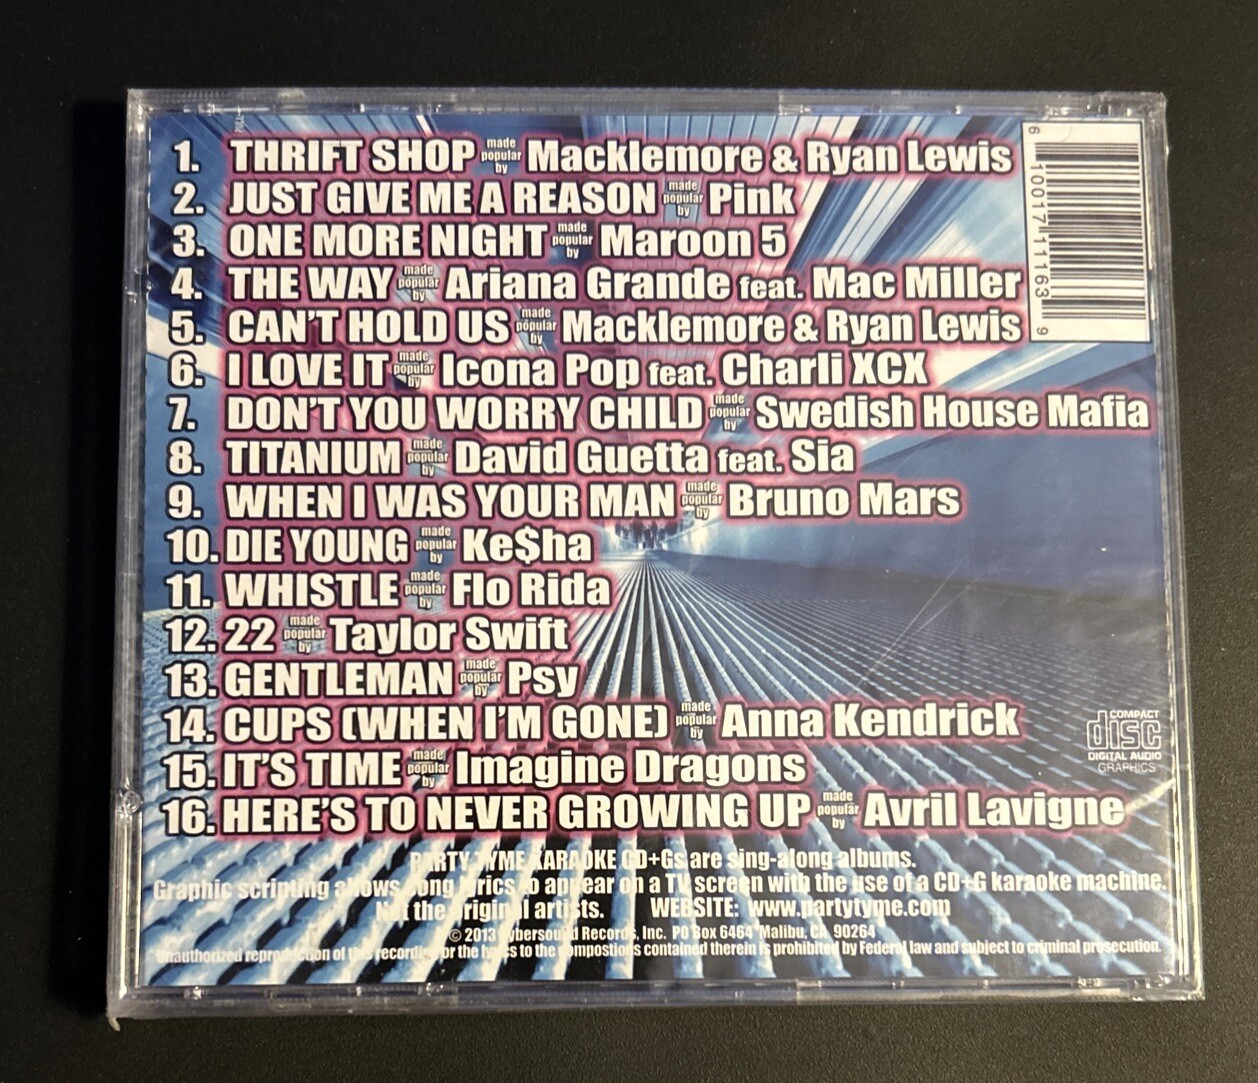 1. THRIFT SHOP made popular by Macklemore & Ryan Lewis
2. JUST GIVE ME A REASON made popular by Pink
3. ONE MORE NIGHT made popular by Maroon 5
4. THE WAY made popular by Ariana Grande feat. Mac Miller
5. CAN'T HOLD US made popular by Macklemore & Ryan Lewis
6. I LOVE IT made popular by Icona Pop feat. Charli XCX
7. DON'T YOU WORRY CHILD made popular by Swedish House Mafia
8. TITANIUM made popular by David Guetta feat. Sia
9. WHEN I WAS YOUR MAN made popular by Bruno Mars
10. DIE YOUNG made popular by Ke$ha
11. WHISTLE made popular by Flo Rida
12. 22 made popular by Taylor Swift
13. GENTLEMAN made popular by Psy
14. CUPS (WHEN I'M GONE) made popular by Anna Kendrick
15. IT'S TIME made popular by Imagine Dragons
16. HERE'S TO NEVER GROWING UP made popular by Avril Lavigne
6 10017 11163 9
COMPACT
disc
DIGITAL AUDIO
GRAPHICS
PARTY TYME KARAOKE CD+Gs are sing-along albums.
Graphic scripting allows song lyrics to appear on a TV screen with the use of a CD+G karaoke machine.
Not the original artists. WEBSITE: www.partytyme.com
© 2013 Cybersound Records, Inc. PO Box 6464 Malibu, CA 90264
Unauthorized reproduction of this recording or the lyrics to the compostions contained therein is prohibited by Federal law and subject to criminal prosecution.